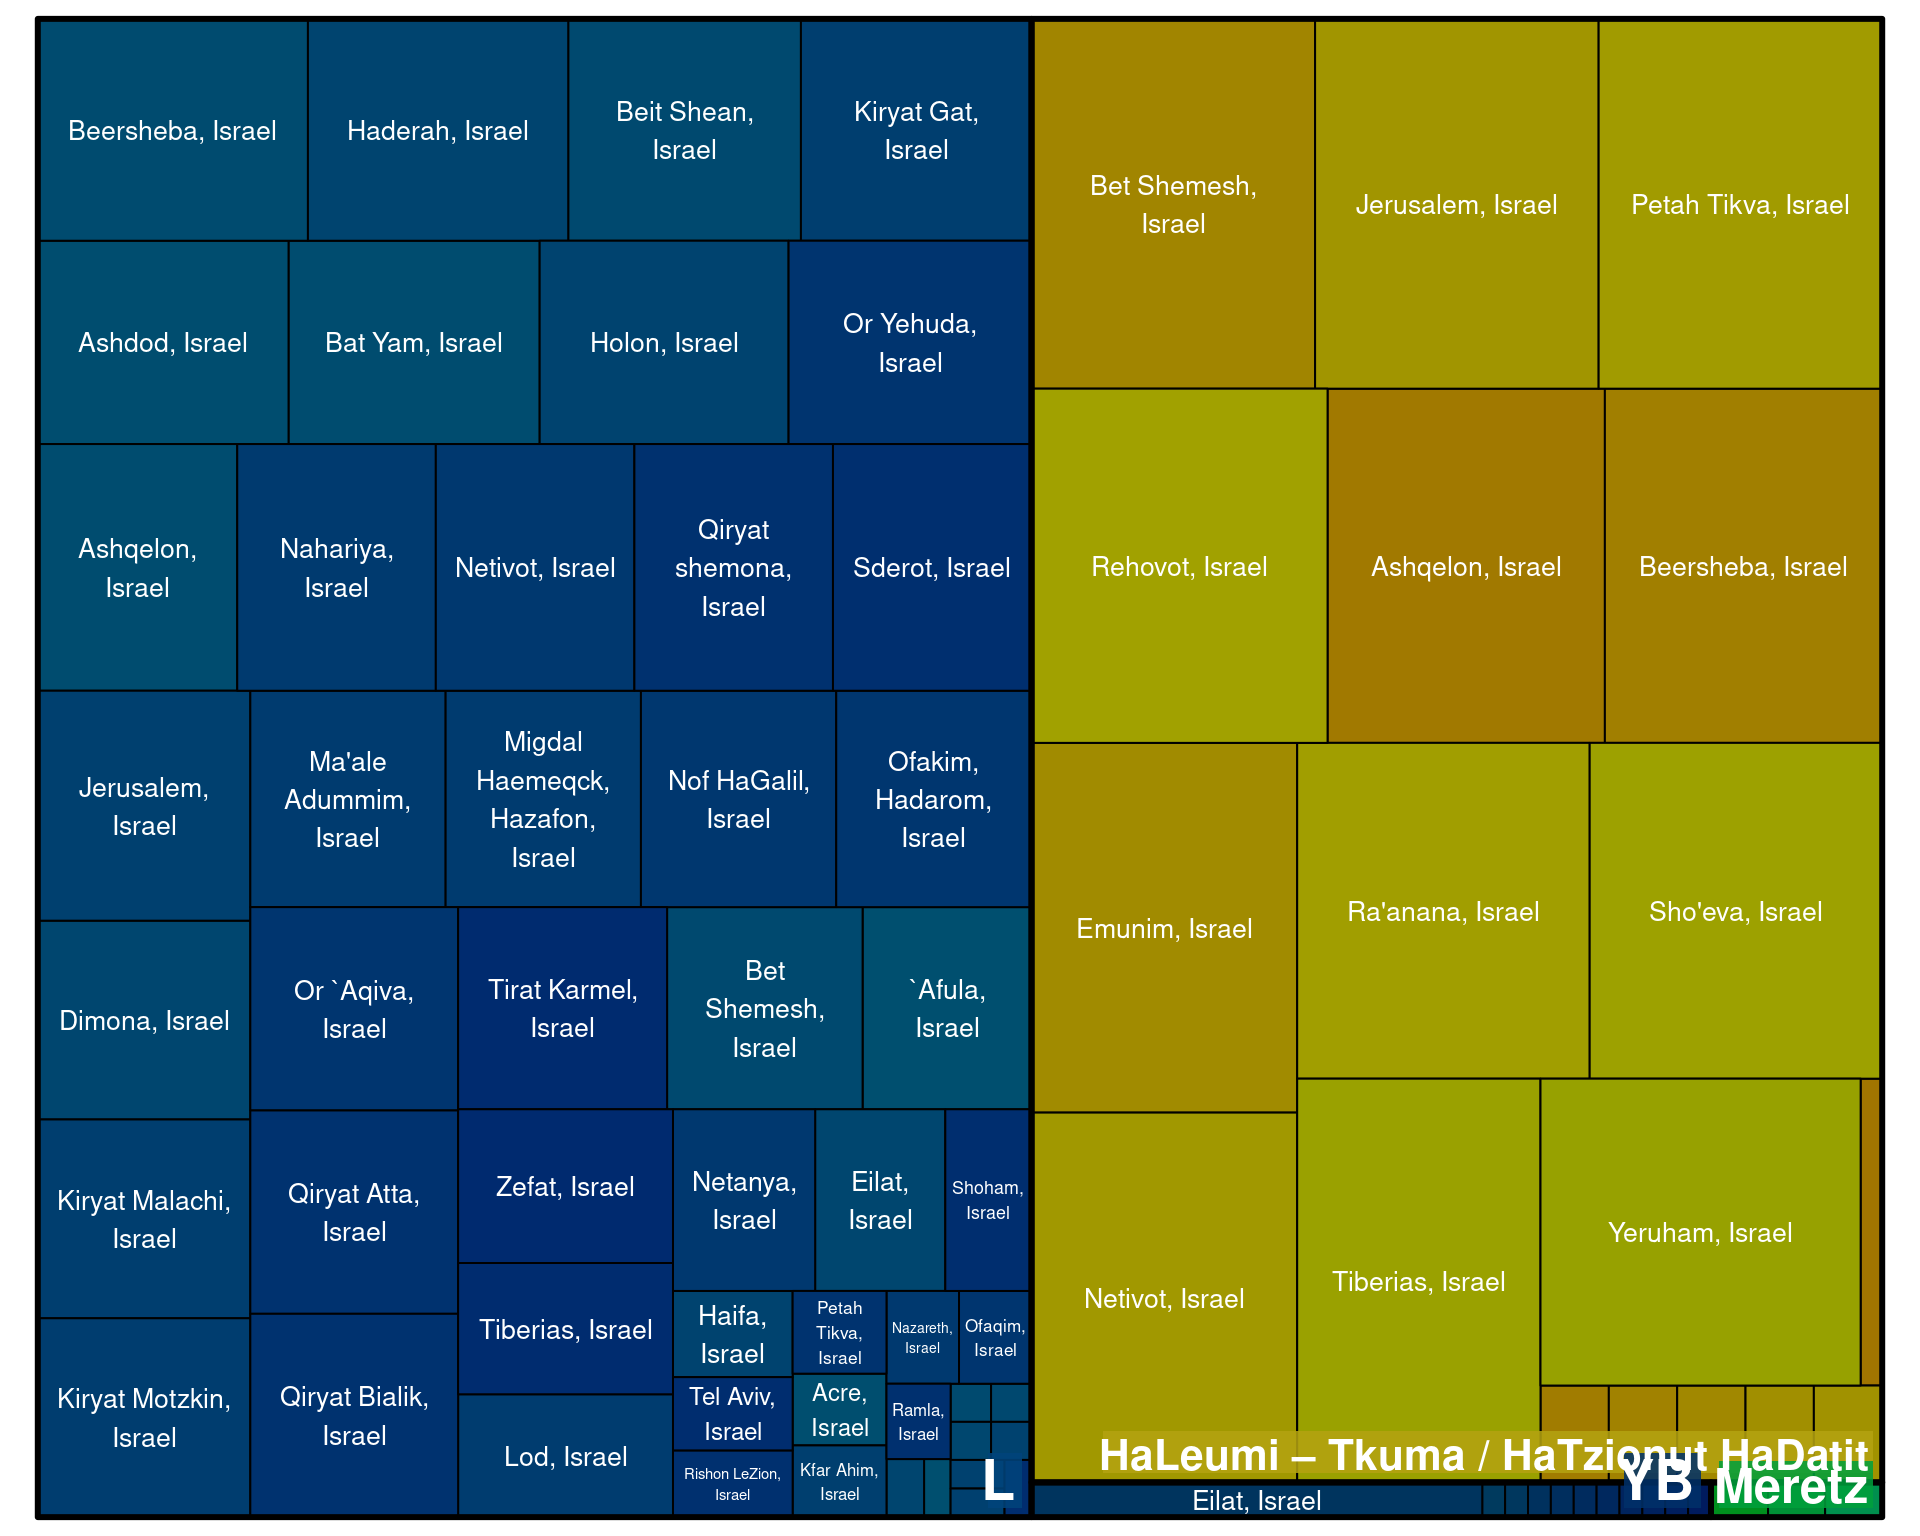 Beersheba, Israel
Haderah, Israel
Beit Shean,
Israel
Kiryat Gat,
Israel
Ashdod, Israel
Bat Yam, Israel
Holon, Israel
Or Yehuda,
Israel
Ashqelon,
Israel
Nahariya,
Israel
Netivot, Israel
Qiryat
shemona,
Israel
Sderot, Israel
Jerusalem,
Israel
Ma'ale
Adummim,
Israel
Migdal
Haemeqck,
Hazafon,
Israel
Nof HaGalil,
Israel
Ofakim,
Hadarom,
Israel
Dimona, Israel
Or `Aqiva,
Israel
Tirat Karmel,
Israel
Bet
Shemesh,
Israel
`Afula,
Israel
Kiryat Malachi,
Israel
Qiryat Atta,
Israel
Zefat, Israel
Netanya,
Israel
Eilat,
Israel
Shoham,
Israel
Kiryat Motzkin,
Israel
Qiryat Bialik,
Israel
Tiberias, Israel
Lod, Israel
Haifa,
Israel
Petah
Tikva,
Israel
Nazareth,
Israel
Ofaqim,
Israel
Tel Aviv,
Israel
Acre,
Israel
Ramla,
Israel
Rishon LeZion,
Israel
Kfar Ahim,
Israel
L
Bet Shemesh,
Israel
Jerusalem, Israel
Petah Tikva, Israel
Rehovot, Israel
Ashqelon, Israel
Beersheba, Israel
Emunim, Israel
Ra'anana, Israel
Sho'eva, Israel
Netivot, Israel
Tiberias, Israel
Yeruham, Israel
HaLeumi – Tkuma / HaTzionut HaDatit
Eilat, Israel
YB
Meretz